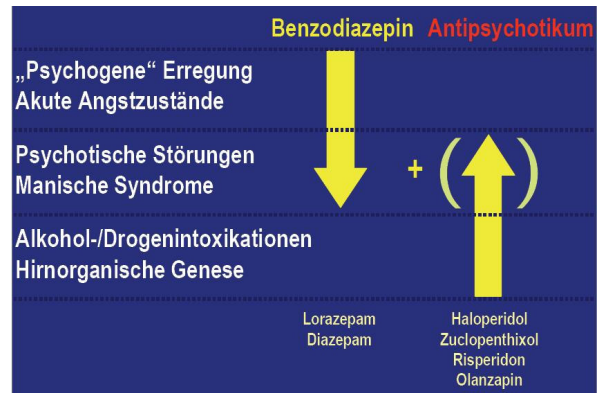 Benzodiazepin Antipsychotikum
„Psychogene“ Erregung
Akute Angstzustände
Psychotische Störungen
Manische Syndrome
+ ( )
Alkohol-/Drogenintoxikationen
Hirnorganische Genese
Lorazepam
Diazepam
Haloperidol
Zuclopenthixol
Risperidon
Olanzapin